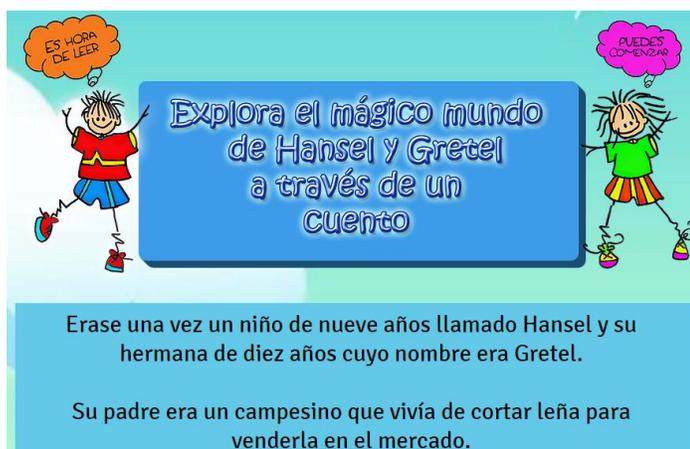 ES HORA
DE LEER
PUEDES
COMENZAR
Explora el mágico mundo
de Hansel y Gretel
a través de un
cuento
Erase una vez un niño de nueve años llamado Hansel y su
hermana de diez años cuyo nombre era Gretel.
Su padre era un campesino que vivía de cortar leña para
venderla en el mercado.